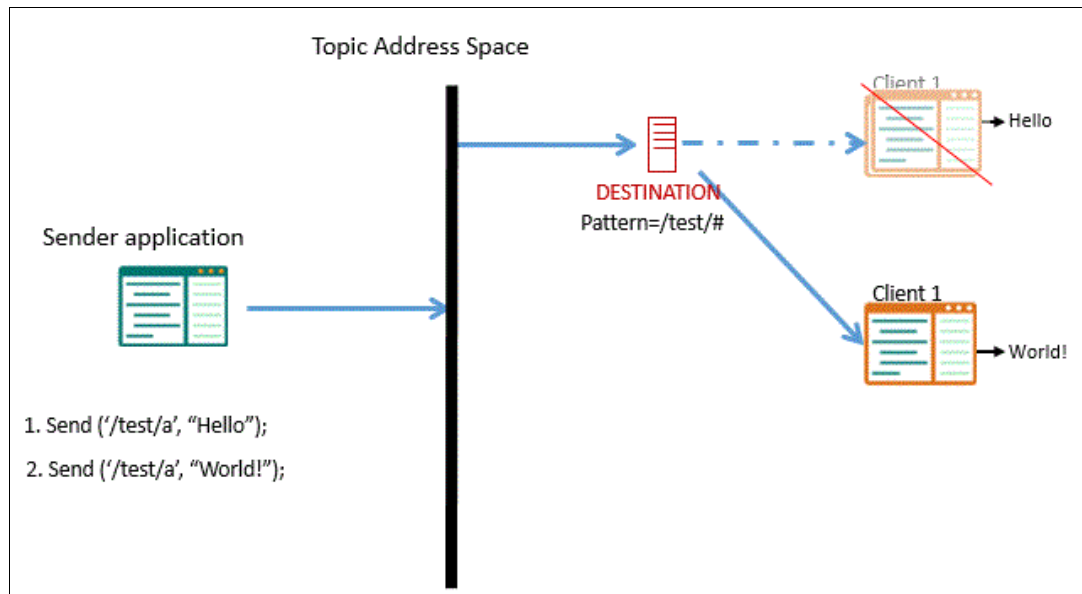 Topic Address Space
Client 1
Hello
DESTINATION
Pattern=/test/#
Sender application
Client 1
World!
1. Send (‘/test/a’, “Hello”);
2. Send (‘/test/a’, “World!”);